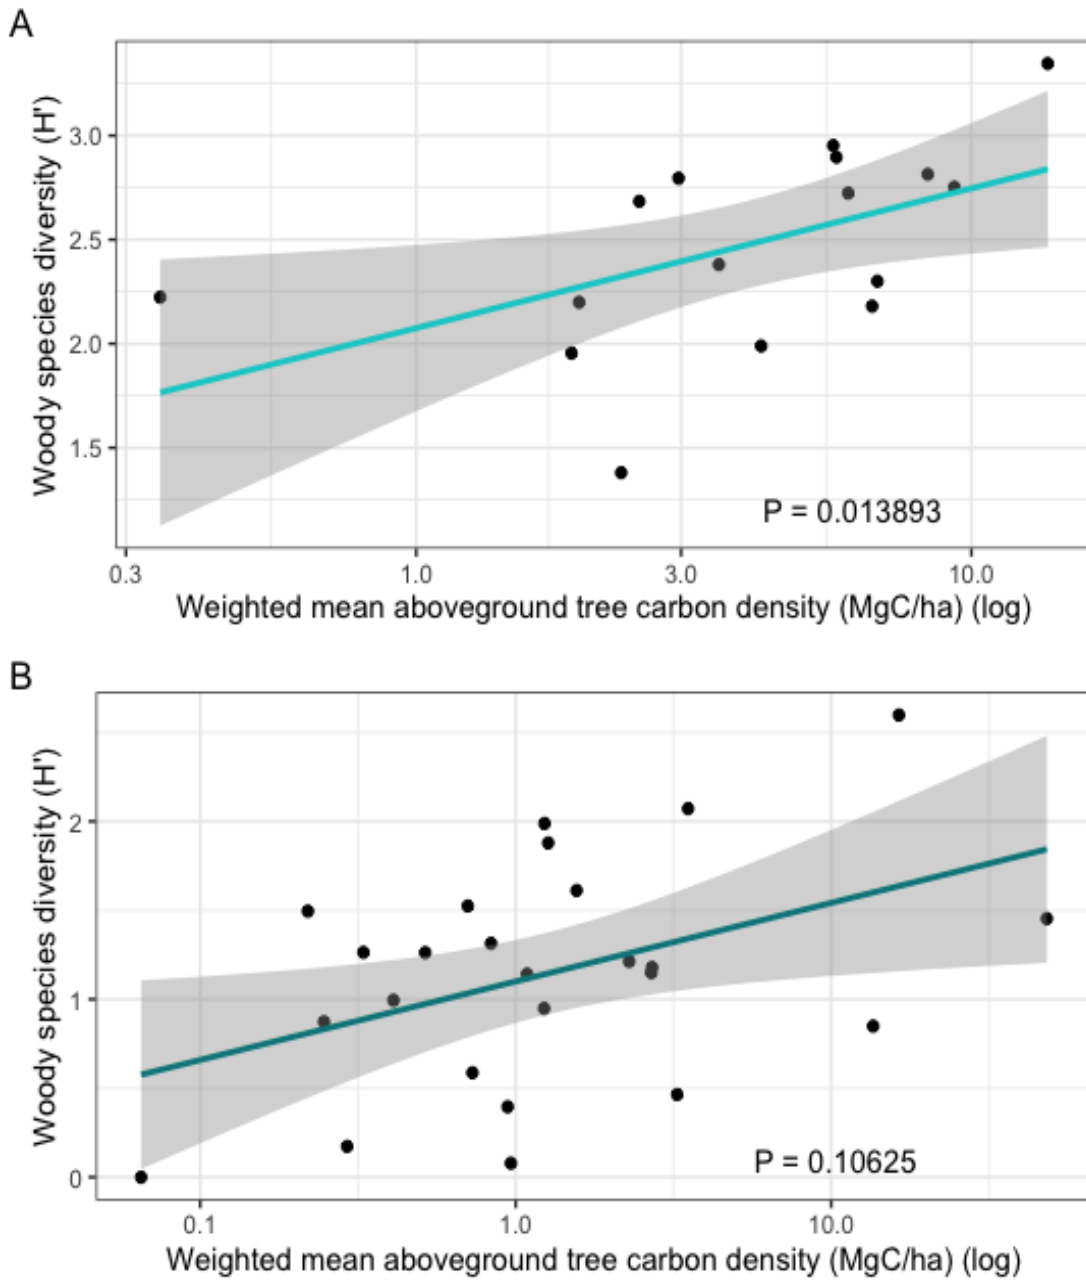 A
Woody species diversity (H')
3.0
2.5
2.0
1.5
P = 0.013893
0.3 1.0 3.0 10.0
Weighted mean aboveground tree carbon density (MgC/ha) (log)
B
Woody species diversity (H')
2
1
0
P = 0.10625
0.1 1.0 10.0
Weighted mean aboveground tree carbon density (MgC/ha) (log)